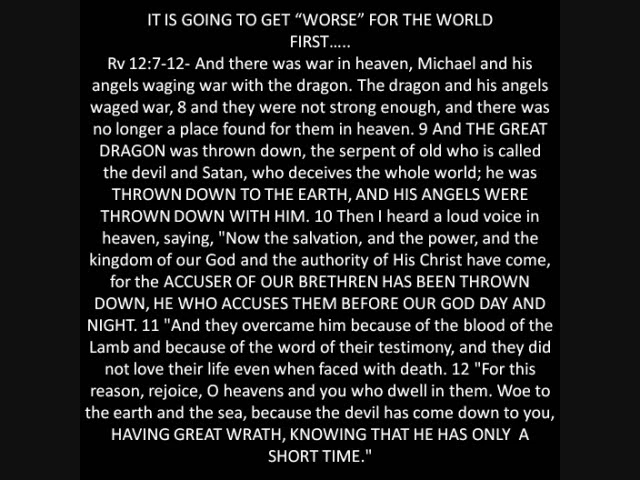 IT IS GOING TO GET “WORSE” FOR THE WORLD
FIRST…..
Rv 12:7-12- And there was war in heaven, Michael and his
angels waging war with the dragon. The dragon and his angels
waged war, 8 and they were not strong enough, and there was
no longer a place found for them in heaven. 9 And THE GREAT
DRAGON was thrown down, the serpent of old who is called
the devil and Satan, who deceives the whole world; he was
THROWN DOWN TO THE EARTH, AND HIS ANGELS WERE
THROWN DOWN WITH HIM. 10 Then I heard a loud voice in
heaven, saying, "Now the salvation, and the power, and the
kingdom of our God and the authority of His Christ have come,
for the ACCUSER OF OUR BRETHREN HAS BEEN THROWN
DOWN, HE WHO ACCUSES THEM BEFORE OUR GOD DAY AND
NIGHT. 11 "And they overcame him because of the blood of the
Lamb and because of the word of their testimony, and they did
not love their life even when faced with death. 12 "For this
reason, rejoice, O heavens and you who dwell in them. Woe to
the earth and the sea, because the devil has come down to you,
HAVING GREAT WRATH, KNOWING THAT HE HAS ONLY A
SHORT TIME."